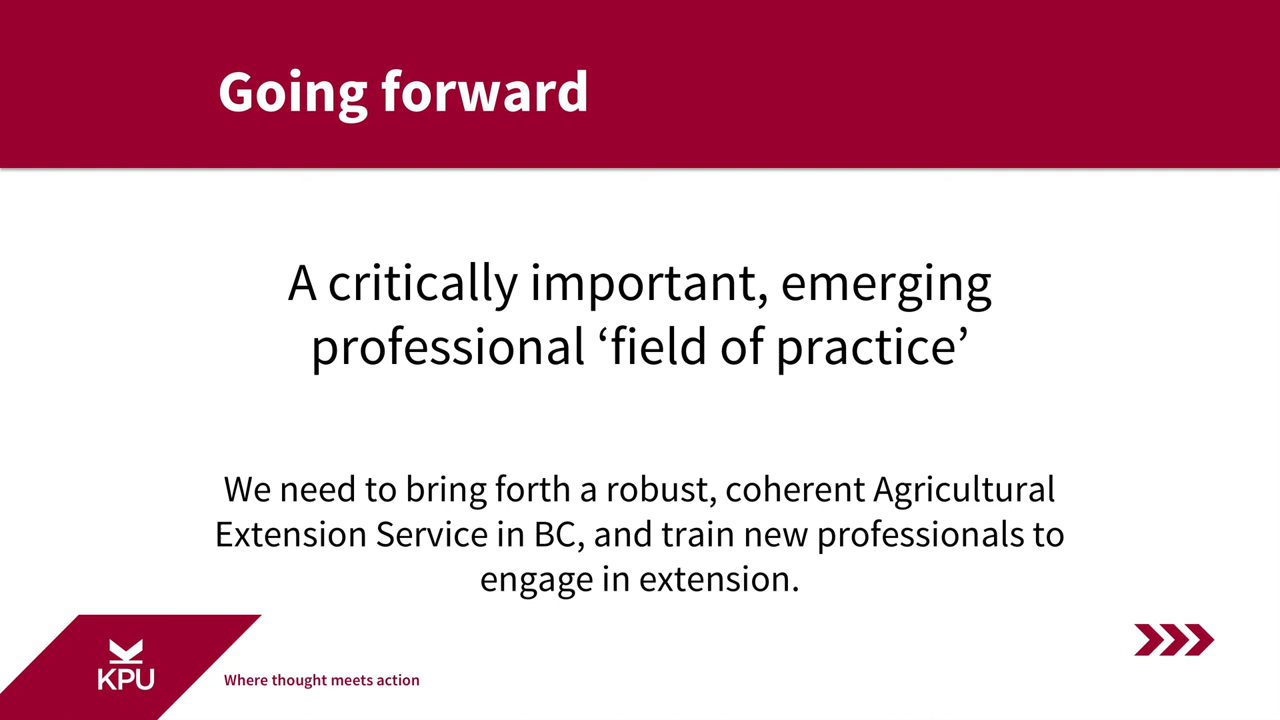 Going forward
A critically important, emerging
professional ‘field of practice’
We need to bring forth a robust, coherent Agricultural
Extension Service in BC, and train new professionals to
engage in extension.
KPU
Where thought meets action